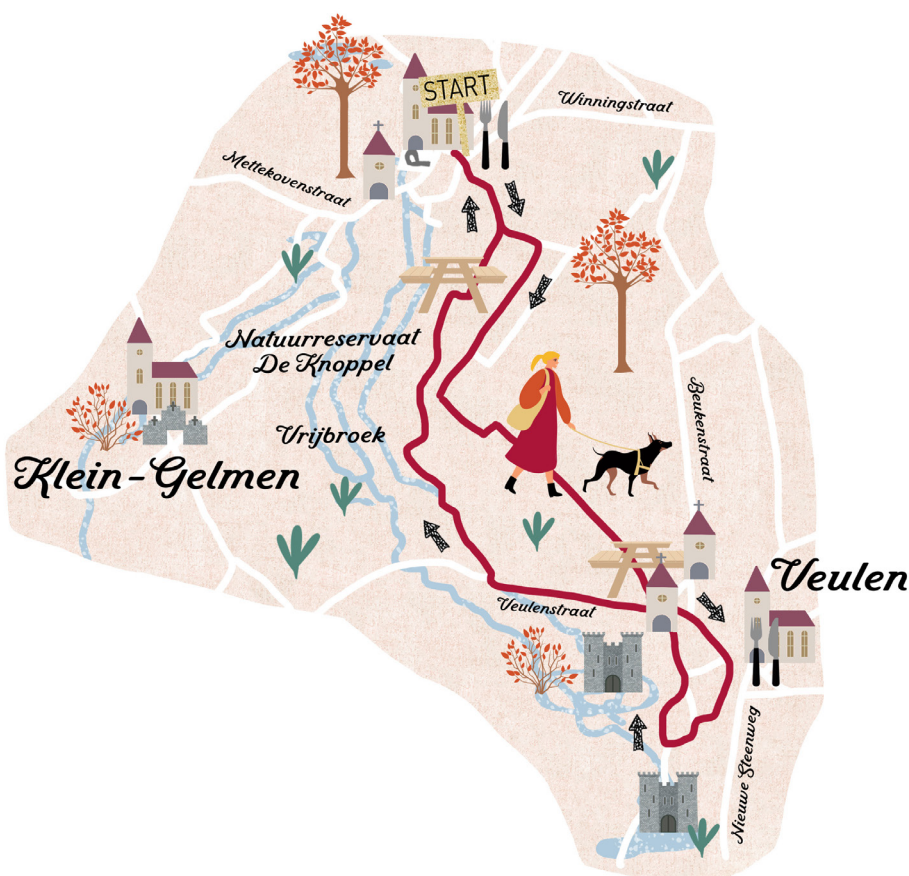 START
P
Winningstraat
Mettekovenstraat
Natuurreservaat
De Knoppel
Vrijbroek
Klein-Gelmen
Beukenstraat
Veulen
Veulenstraat
Nieuwe Steenweg